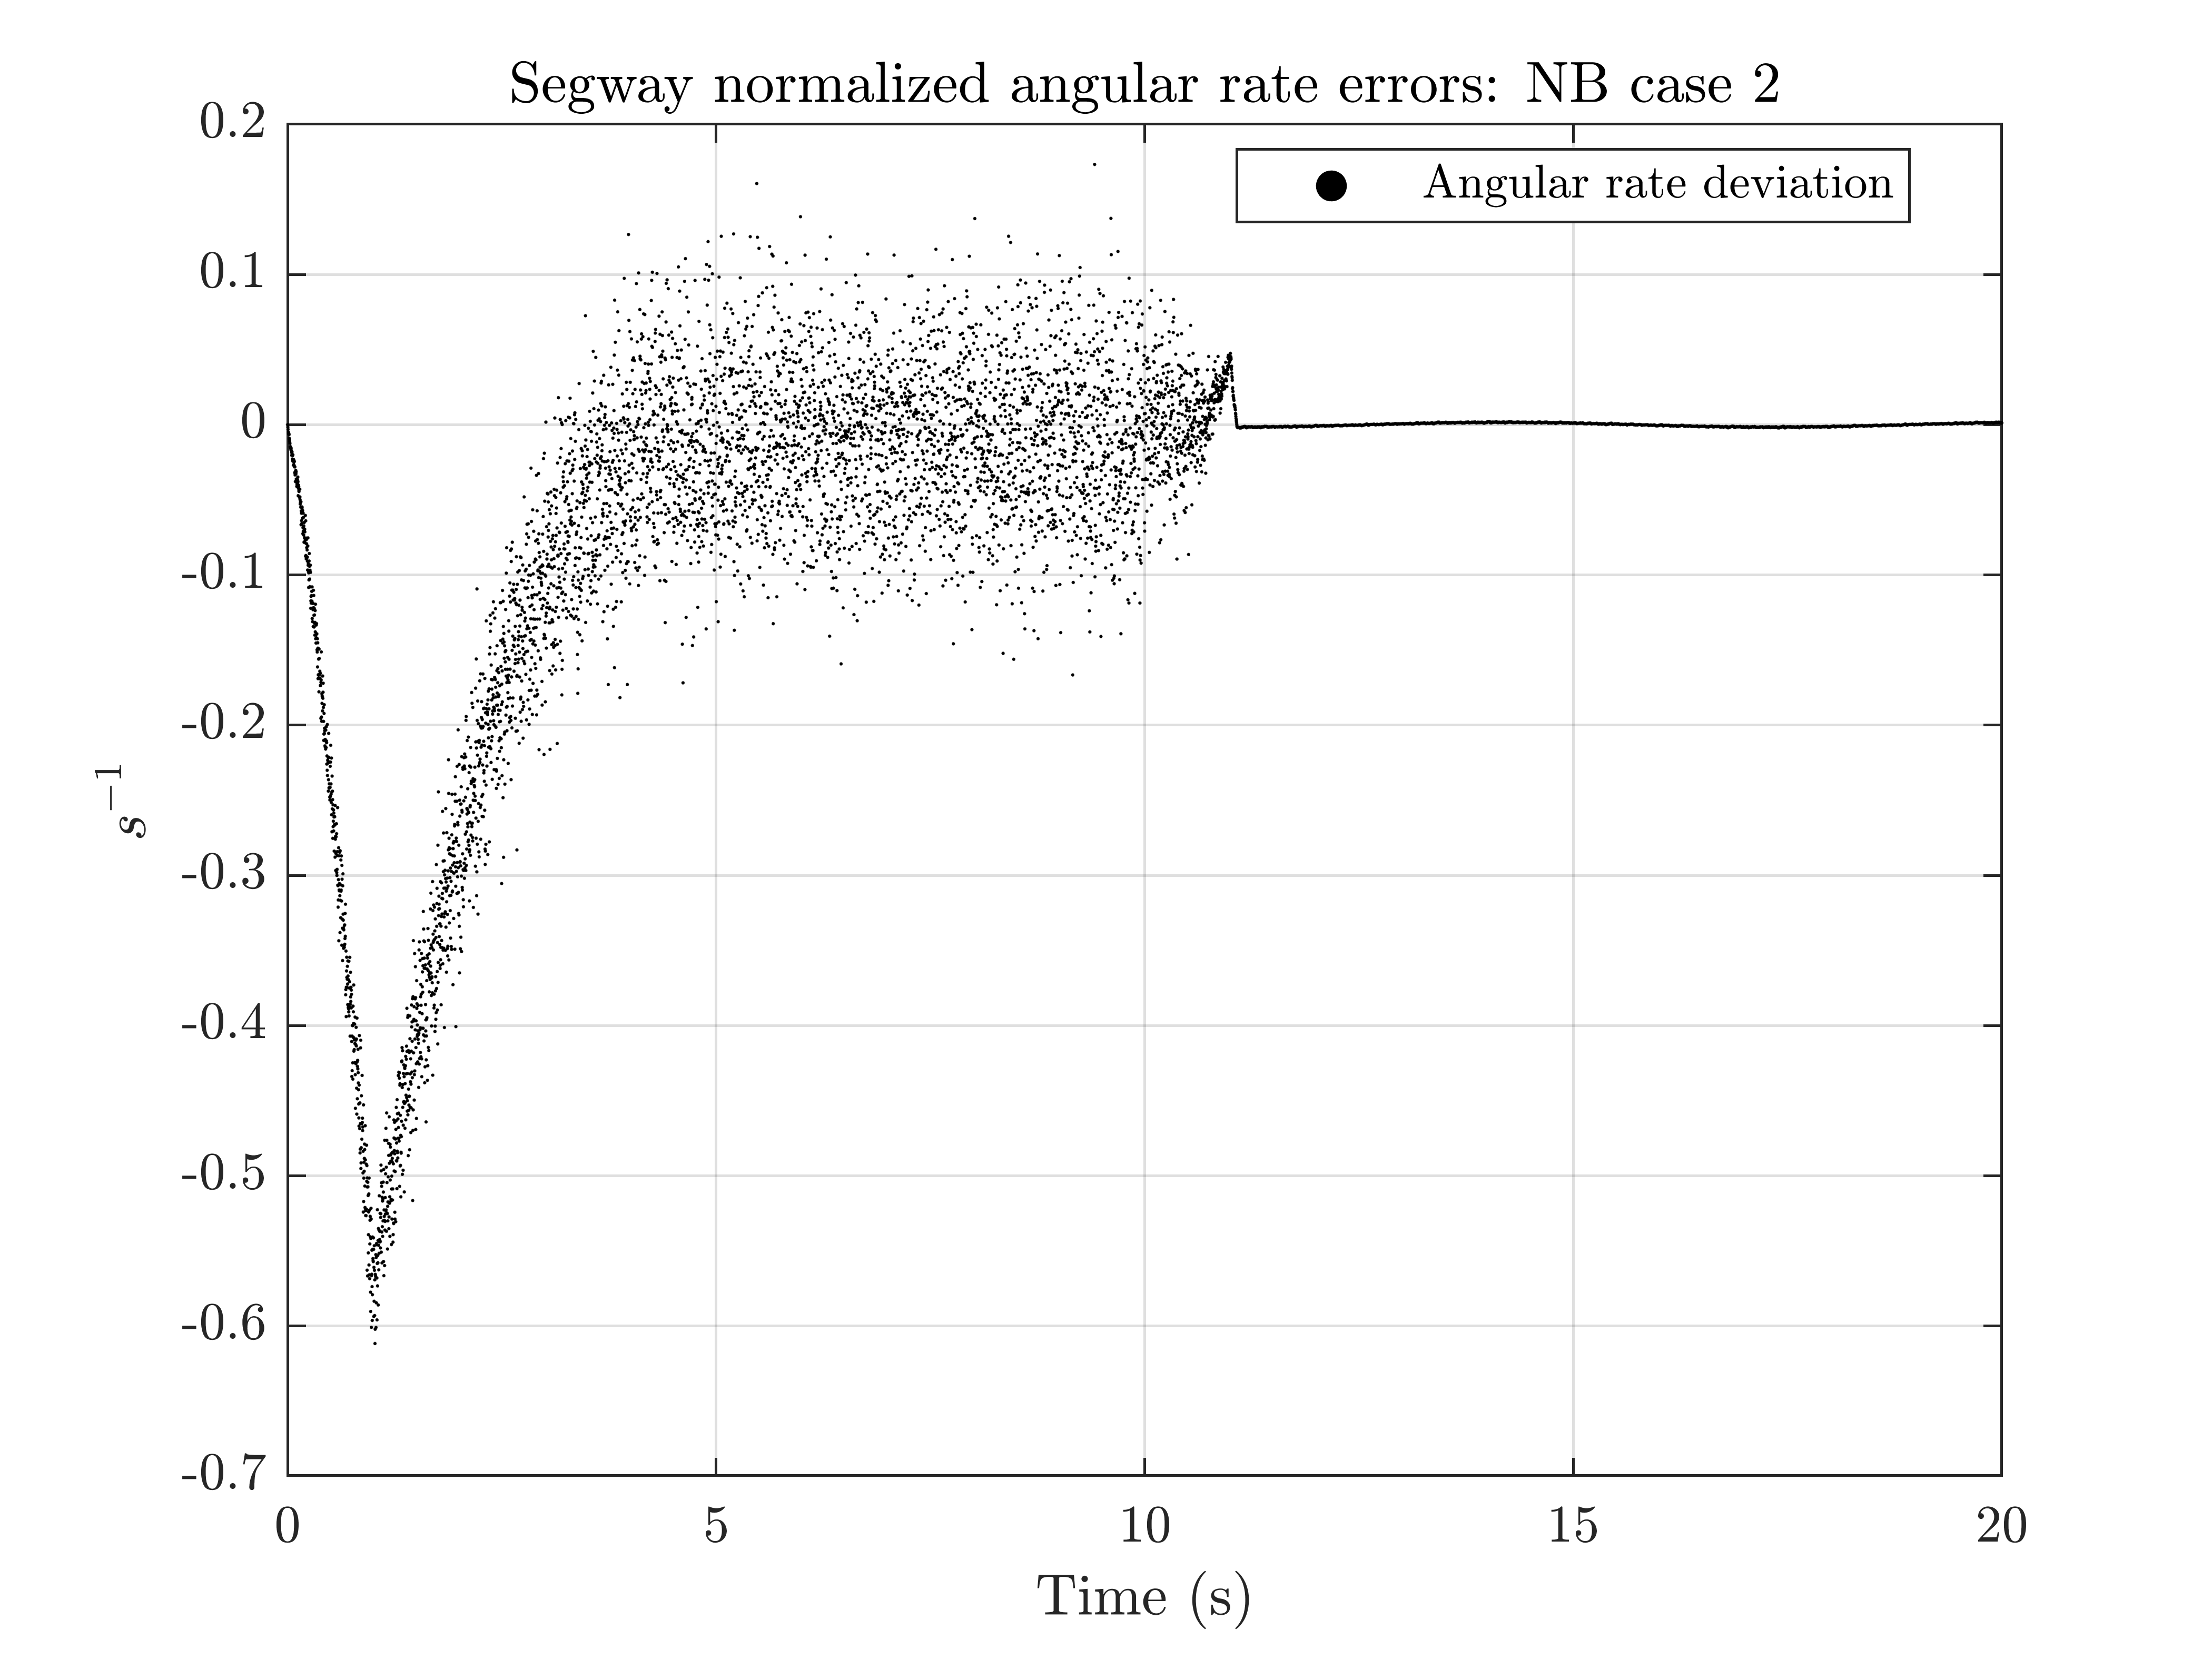 Segway normalized angular rate errors: NB case 2
Angular rate deviation
0.2
0.1
0
-0.1
-0.2
-0.3
-0.4
-0.5
-0.6
-0.7
s⁻¹
0 5 10 15 20
Time (s)